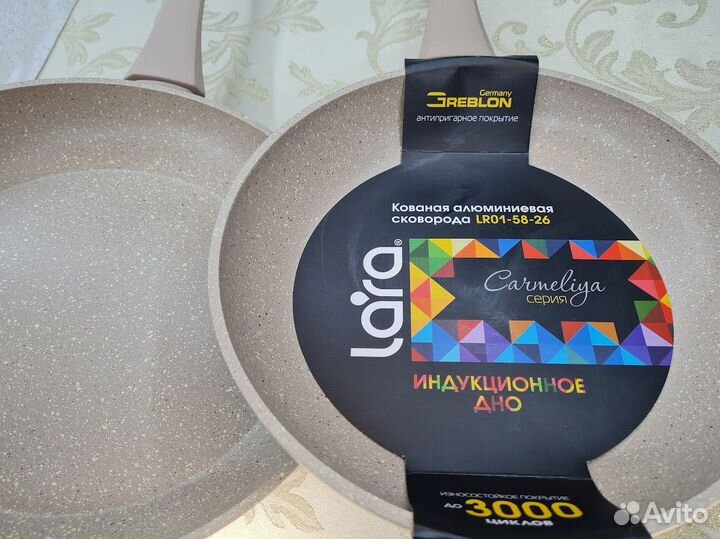 Germany
GREBLON
антипригарное покрытие
Кованая алюминиевая
сковорода LR01-58-26
Lara®
Carmeliya
серия
ИНДУКЦИОННОЕ
ДНО
ИЗНОСОСТОЙКОЕ ПОКРЫТИЕ
ДО 3000
ЦИКЛОВ
Avito